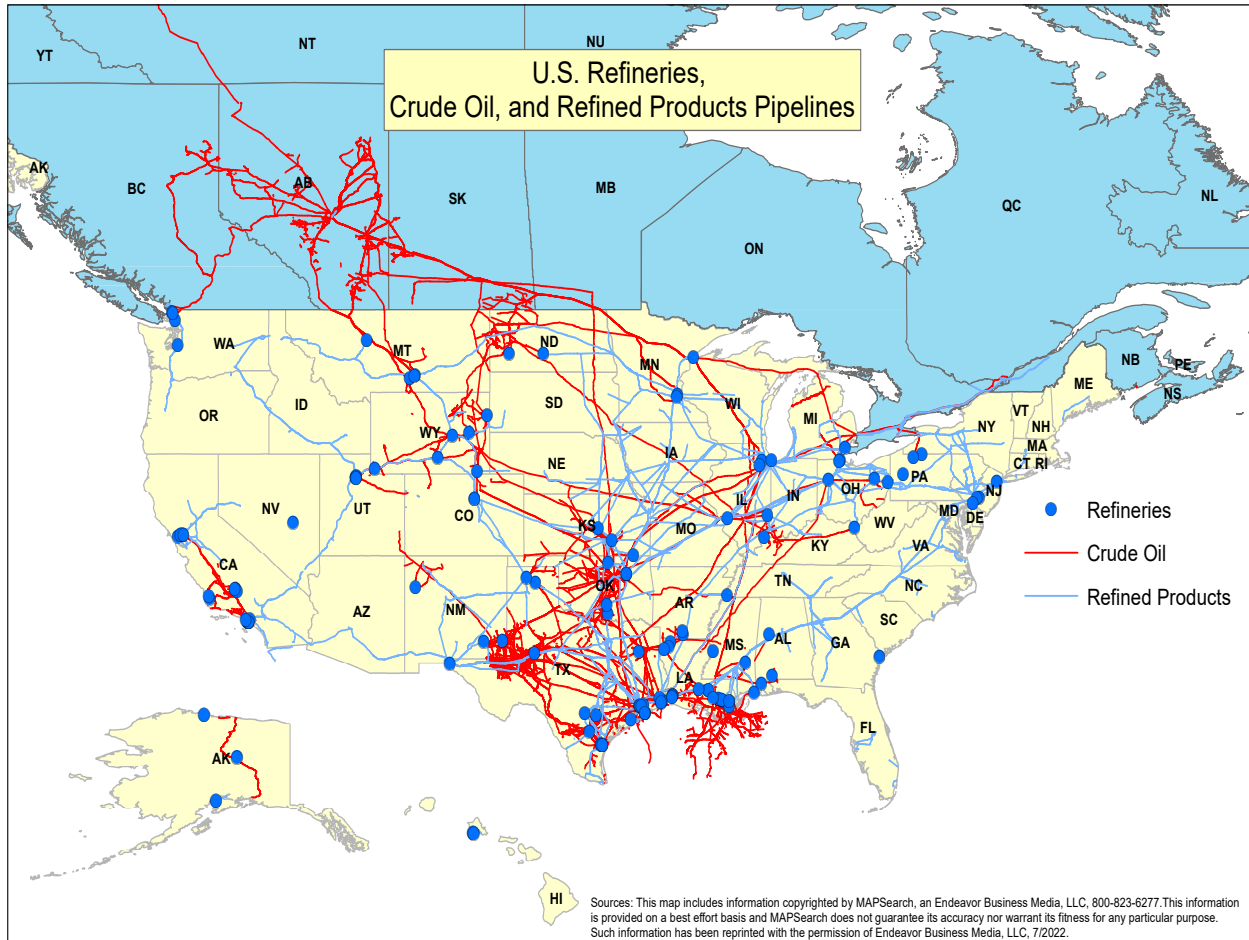 U.S. Refineries,
Crude Oil, and Refined Products Pipelines
YT
NT
NU
AK
BC
AB
SK
MB
ON
QC
NL
NB
PE
NS
WA
MT
ND
MN
WI
MI
ME
VT
NH
NY
MA
CT RI
OR
ID
WY
SD
IA
NE
IL
IN
OH
PA
NJ
MD
DE
NV
UT
CO
KS
MO
KY
WV
VA
CA
AZ
NM
OK
AR
TN
NC
SC
TX
LA
MS
AL
GA
FL
AK
HI
Refineries
Crude Oil
Refined Products
Sources: This map includes information copyrighted by MAPSearch, an Endeavor Business Media, LLC, 800-823-6277.This information
is provided on a best effort basis and MAPSearch does not guarantee its accuracy nor warrant its fitness for any particular purpose.
Such information has been reprinted with the permission of Endeavor Business Media, LLC, 7/2022.